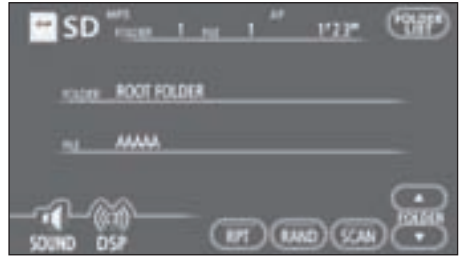 SD MP3 FOLDER 1 FILE 1 1'23" FOLDER LIST
FOLDER ROOT FOLDER
FILE AAAAA
SOUND DSP RPT RAND SCAN FOLDER